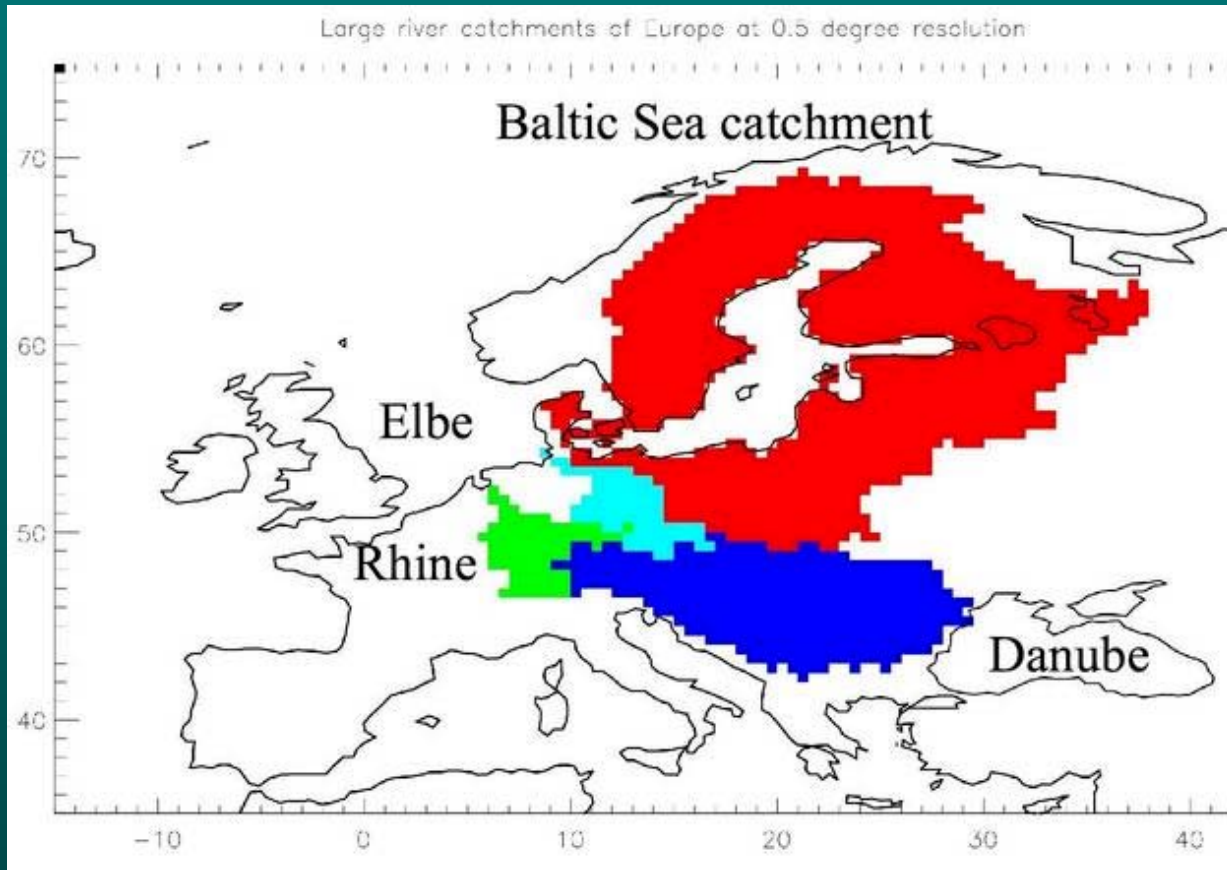 Large river catchments of Europe at 0.5 degree resolution
Baltic Sea catchment
70
60
Elbe
50
Rhine
Danube
40
-10 0 10 20 30 40